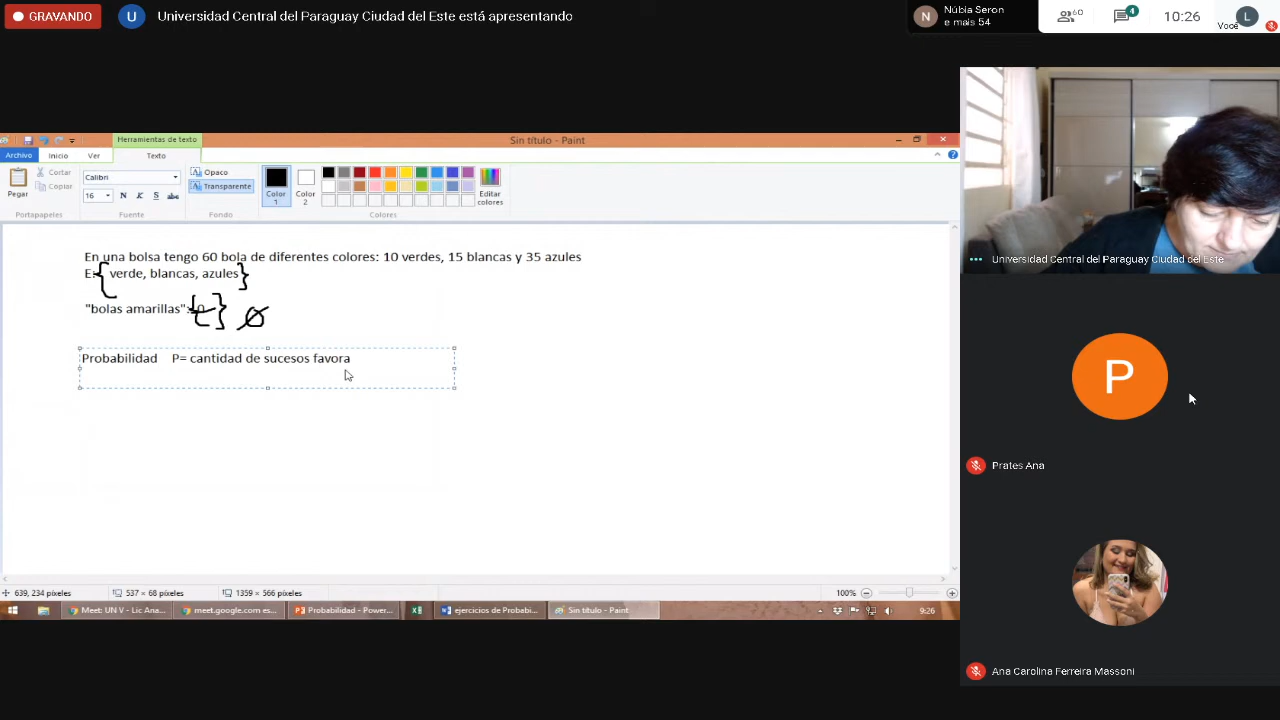 GRAVANDO
U
Universidad Central del Paraguay Ciudad del Este está apresentando
N
Núbia Seron
e mais 54
60
4
10:26
Você
L
Herramientas de texto
Sin título - Paint
Archivo
Inicio
Ver
Texto
Pegar
Cortar
Copiar
Portapapeles
Calibri
16
N
K
S
abc
Fuente
Opaco
Transparente
Fondo
Color
1
Color
2
Editar
colores
Colores
En una bolsa tengo 60 bola de diferentes colores: 10 verdes, 15 blancas y 35 azules
E:{ verde, blancas, azules}
"bolas amarillas": 0 { } Ø
Probabilidad P= cantidad de sucesos favora
Universidad Central del Paraguay Ciudad del Este
P
Prates Ana
Ana Carolina Ferreira Massoni
639, 234 píxeles
537 × 68 píxeles
1359 × 566 píxeles
100%
Meet: UN V - Lic Ana...
meet.google.com es...
Probabilidad - Power...
ejercicios de Probabi...
Sin título - Paint
9:26